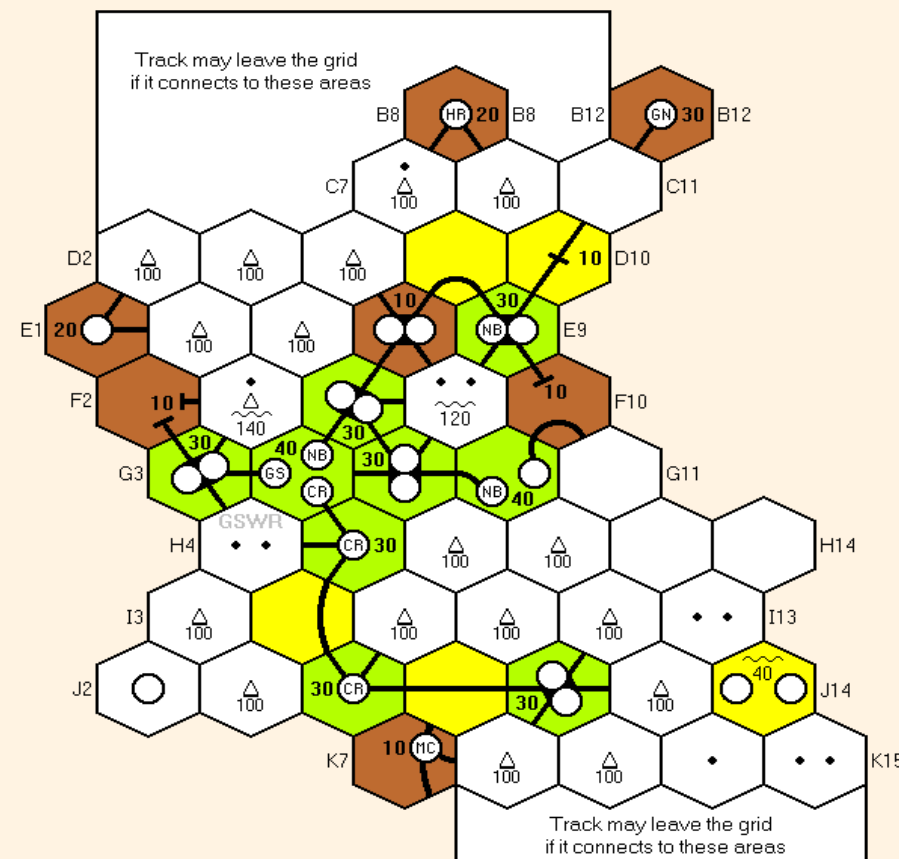 Track may leave the grid
if it connects to these areas
B8 HR 20 B8 B12 GN 30 B12
C7 100 100 C11
D2 100 100 100 10 D10
E1 20 100 100 10 30 NB E9
F2 10 140 30 120 10 F10
G3 30 GS 40 NB CR 30 NB 40 G11
GSWR
H4 CR 30 100 100 H14
I3 100 100 100 100 I13
J2 100 30 CR 30 100 40 J14
K7 10 MC 100 100 K15
Track may leave the grid
if it connects to these areas